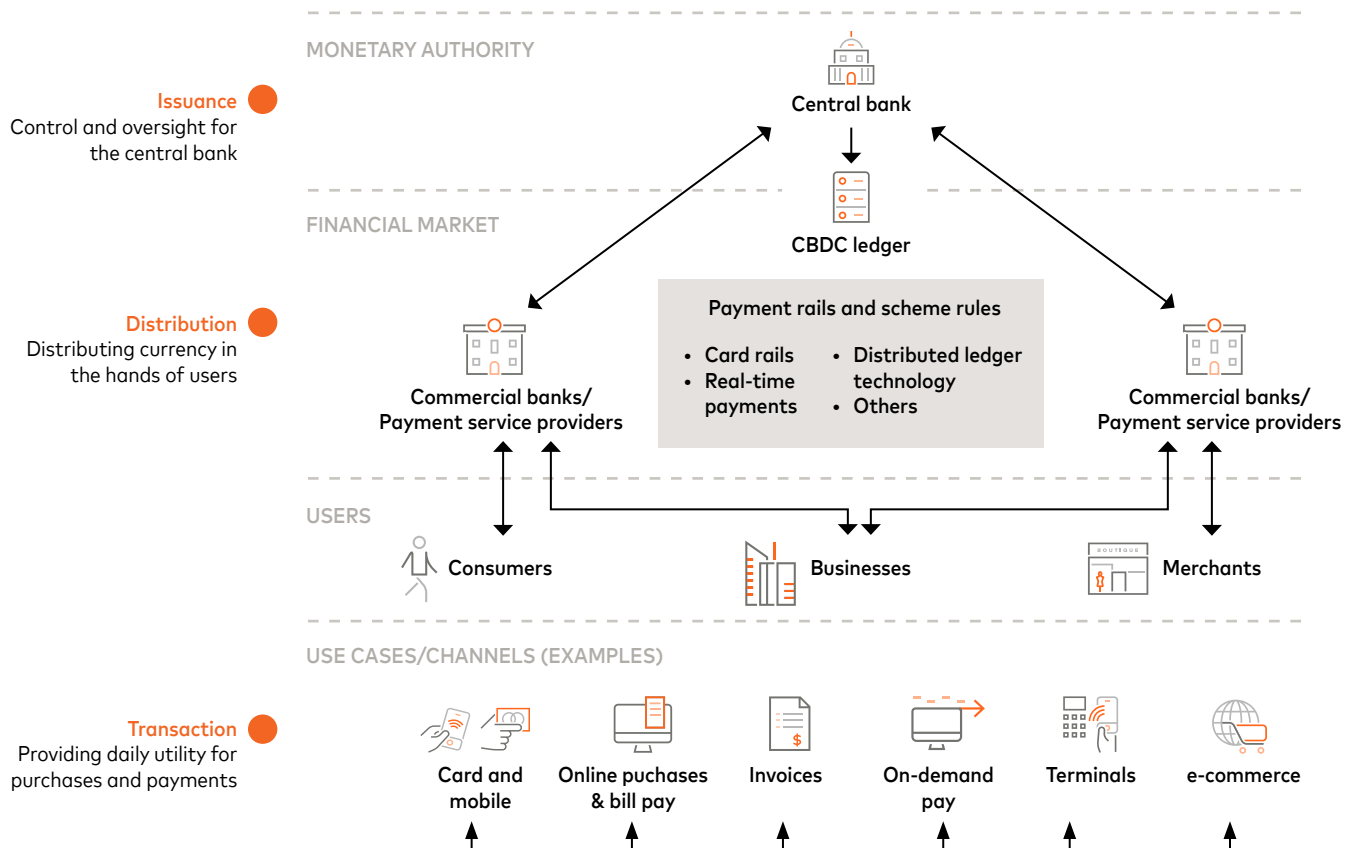 MONETARY AUTHORITY
Central bank
Issuance
Control and oversight for
the central bank
FINANCIAL MARKET
CBDC ledger
Distribution
Distributing currency in
the hands of users
Commercial banks/
Payment service providers
Payment rails and scheme rules
• Card rails
• Real-time
payments
• Distributed ledger
technology
• Others
Commercial banks/
Payment service providers
USERS
Consumers
Businesses
BOUTIQUE
Merchants
USE CASES/CHANNELS (EXAMPLES)
Transaction
Providing daily utility for
purchases and payments
$
Card and
mobile
Online puchases
& bill pay
Invoices
On-demand
pay
Terminals
e-commerce